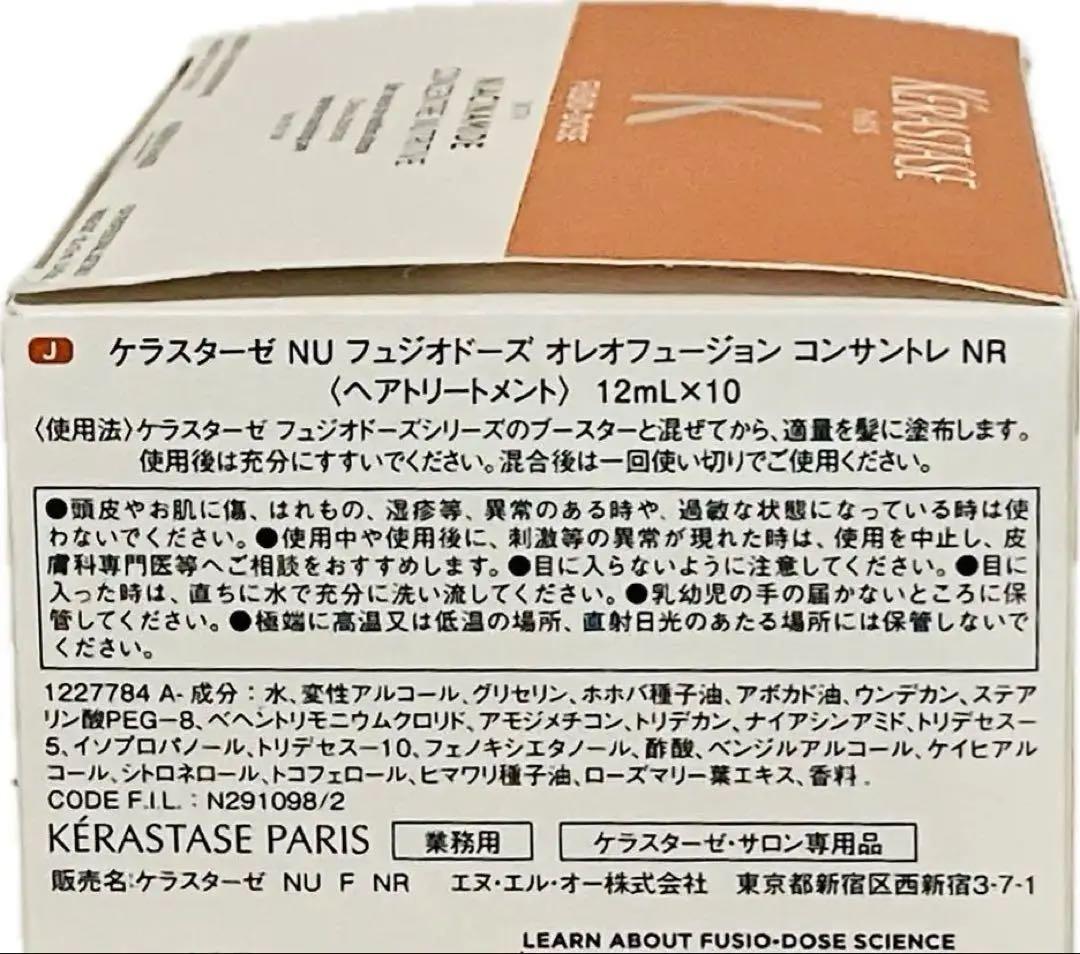 KÉRASTASE
PARIS
FUSIO-DOSE
NIACINAMIDE
CONCENTRÉ NUTRITIVE
J ケラスターゼ NU フュジオドーズ オレオフュージョン コンサントレ NR
〈ヘアトリートメント〉 12mL×10
〈使用法〉ケラスターゼ フュジオドーズシリーズのブースターと混ぜてから、適量を髪に塗布します。
使用後は充分にすすいでください。混合後は一回使い切りでご使用ください。
●頭皮やお肌に傷、はれもの、湿疹等、異常のある時や、過敏な状態になっている時は使
わないでください。●使用中や使用後に、刺激等の異常が現れた時は、使用を中止し、皮
膚科専門医等へご相談をおすすめします。●目に入らないように注意してください。●目に
入った時は、直ちに水で充分に洗い流してください。●乳幼児の手の届かないところに保
管してください。●極端に高温又は低温の場所、直射日光のあたる場所には保管しないで
ください。
1227784 A- 成分：水、変性アルコール、グリセリン、ホホバ種子油、アボカド油、ウンデカン、ステア
リン酸PEG-8、ベヘントリモニウムクロリド、アモジメチコン、トリデカン、ナイアシンアミド、トリデセス-
5、イソプロパノール、トリデセス-10、フェノキシエタノール、酢酸、ベンジルアルコール、ケイヒアル
コール、シトロネロール、トコフェロール、ヒマワリ種子油、ローズマリー葉エキス、香料.
CODE F.I.L.：N291098/2
KÉRASTASE PARIS 業務用 ケラスターゼ・サロン専用品
販売名:ケラスターゼ NU F NR エヌ・エル・オー株式会社 東京都新宿区西新宿3-7-1
LEARN ABOUT FUSIO-DOSE SCIENCE